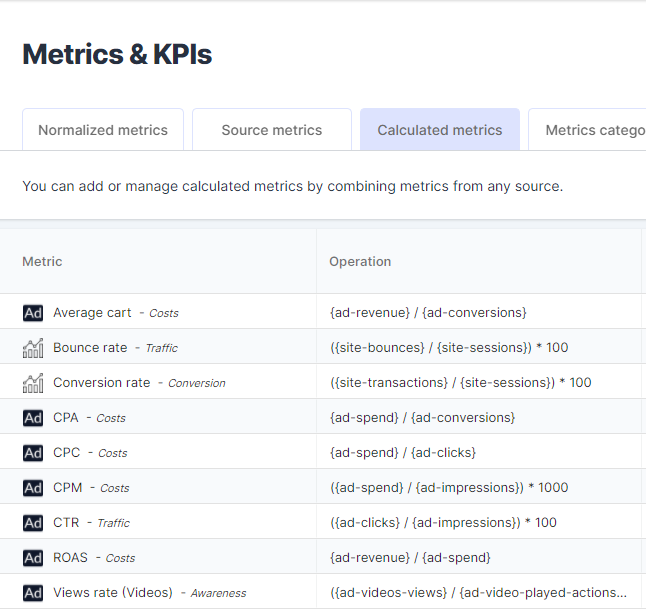 Metrics & KPIs
Normalized metrics Source metrics Calculated metrics Metrics catego
You can add or manage calculated metrics by combining metrics from any source.
Metric Operation
Ad Average cart - Costs {ad-revenue} / {ad-conversions}
Bounce rate - Traffic ({site-bounces} / {site-sessions}) * 100
Conversion rate - Conversion ({site-transactions} / {site-sessions}) * 100
Ad CPA - Costs {ad-spend} / {ad-conversions}
Ad CPC - Costs {ad-spend} / {ad-clicks}
Ad CPM - Costs ({ad-spend} / {ad-impressions}) * 1000
Ad CTR - Traffic ({ad-clicks} / {ad-impressions}) * 100
Ad ROAS - Costs {ad-revenue} / {ad-spend}
Ad Views rate (Videos) - Awareness ({ad-videos-views} / {ad-video-played-actions...